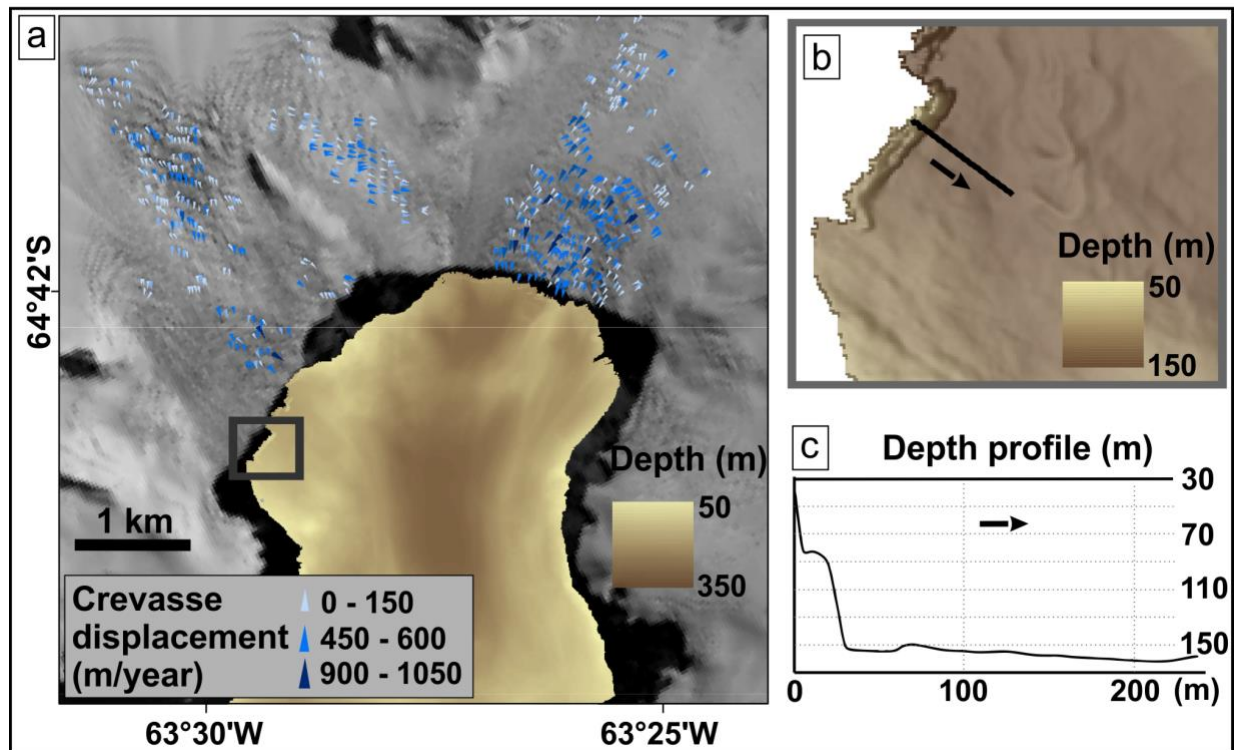 a
64°42'S
1 km
Depth (m)
50
350
Crevasse
displacement
(m/year)
0 - 150
450 - 600
900 - 1050
63°30'W
63°25'W
b
Depth (m)
50
150
c
Depth profile (m)
30
70
110
150
0
100
200
(m)